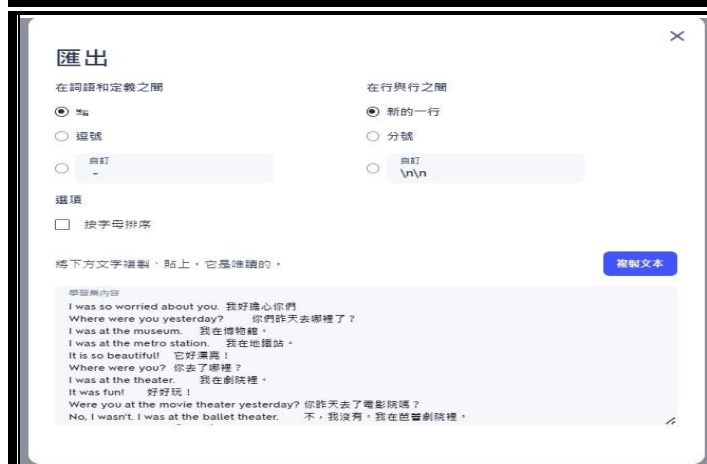 匯出
在詞語和定義之間
在行與行之間
新的一行
逗號
分號
自訂
-
自訂
\n\n
選項
按字母排序
將下方文字複製、貼上。它是唯讀的。
複製文本
學習集內容
I was so worried about you. 我好擔心你們
Where were you yesterday? 你們昨天去哪裡了？
I was at the museum. 我在博物館。
I was at the metro station. 我在地鐵站。
It is so beautiful! 它好漂亮！
Where were you? 你去了哪裡？
I was at the theater. 我在劇院裡。
It was fun! 好好玩！
Were you at the movie theater yesterday? 你昨天去了電影院嗎？
No, I wasn't. I was at the ballet theater. 不，我沒有。我在芭蕾劇院裡。